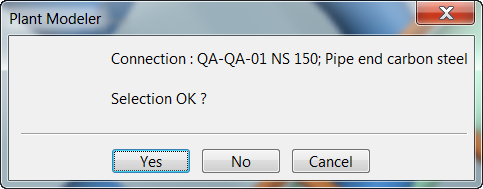 Plant Modeler
Connection : QA-QA-01 NS 150; Pipe end carbon steel
Selection OK ?
Yes No Cancel